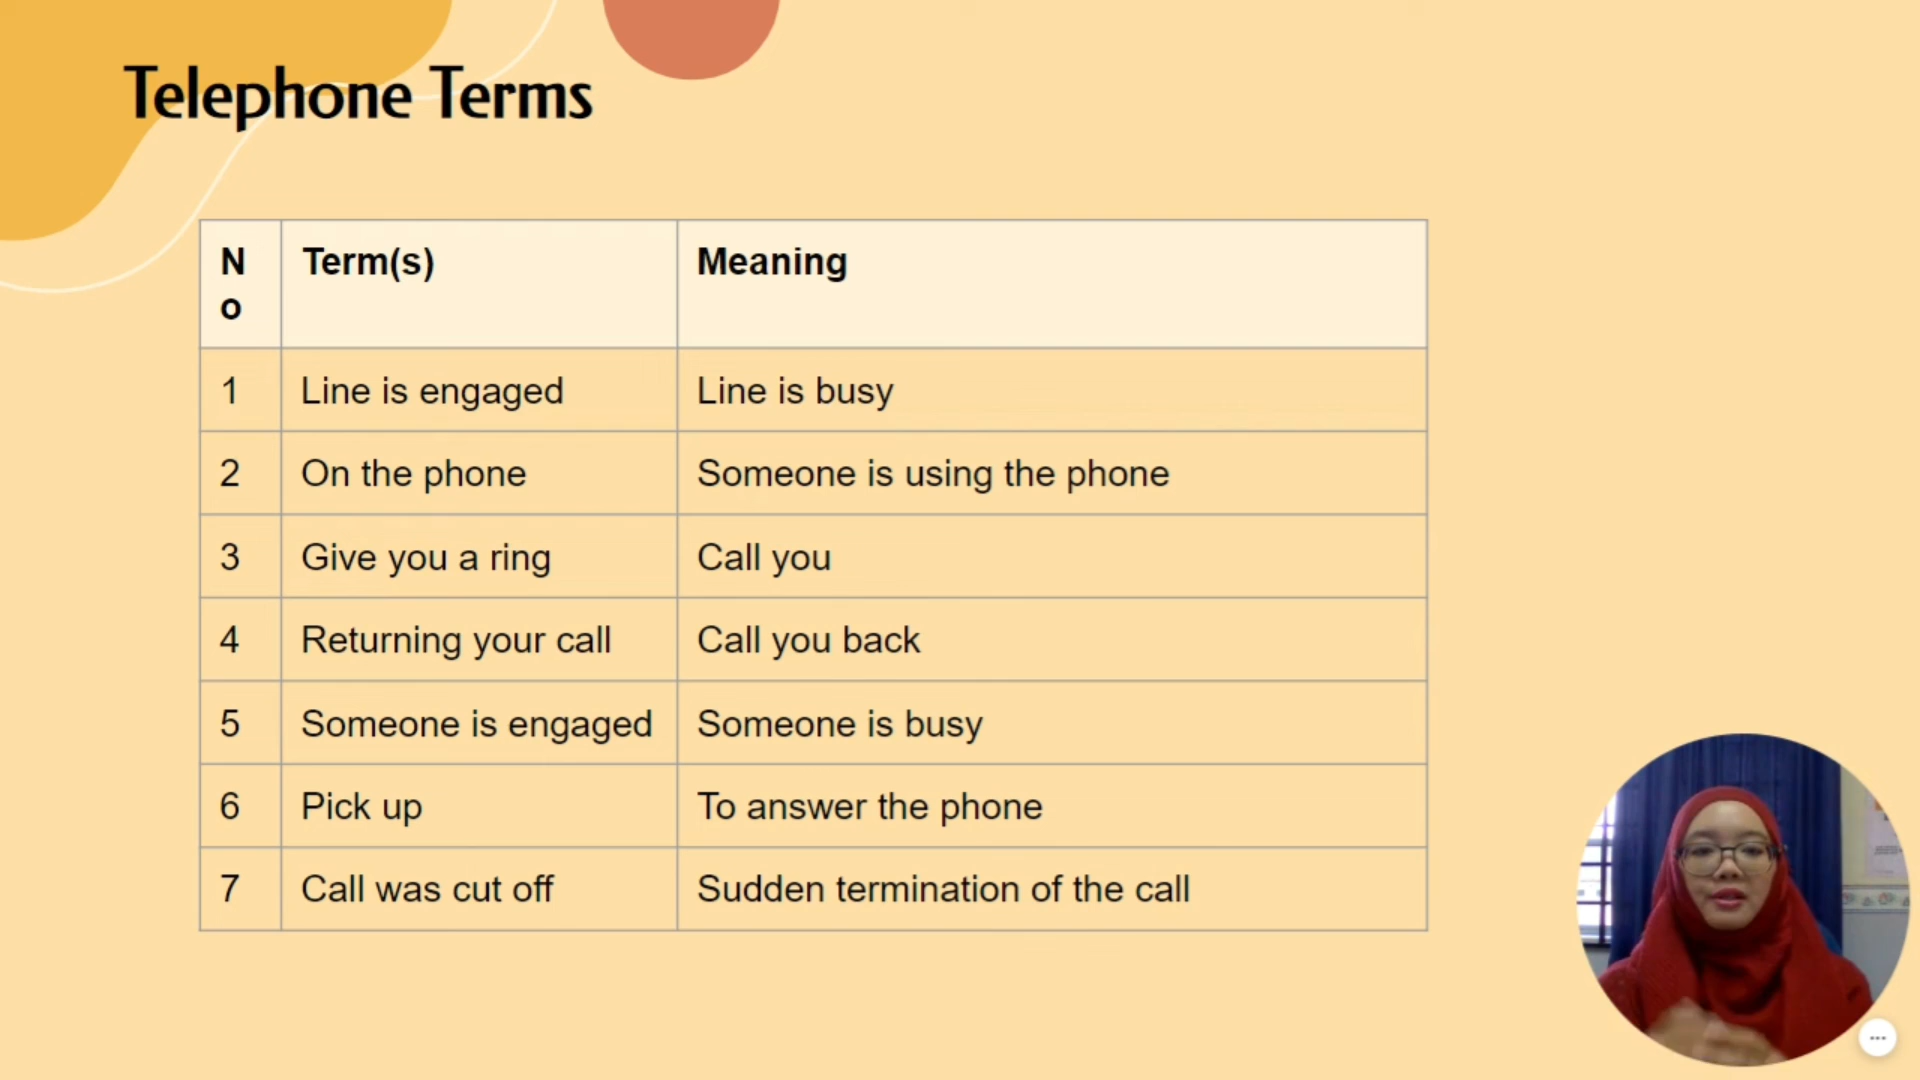 Telephone Terms
No Term(s) Meaning
1 Line is engaged Line is busy
2 On the phone Someone is using the phone
3 Give you a ring Call you
4 Returning your call Call you back
5 Someone is engaged Someone is busy
6 Pick up To answer the phone
7 Call was cut off Sudden termination of the call